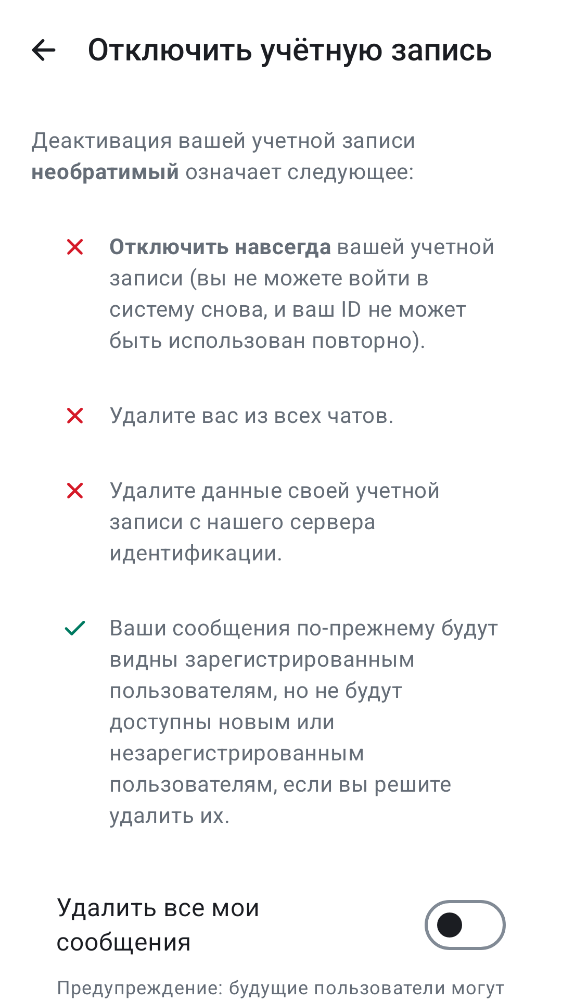 Отключить учётную запись
Деактивация вашей учетной записи
необратимый означает следующее:
Отключить навсегда вашей учетной
записи (вы не можете войти в
систему снова, и ваш ID не может
быть использован повторно).
Удалите вас из всех чатов.
Удалите данные своей учетной
записи с нашего сервера
идентификации.
Ваши сообщения по-прежнему будут
видны зарегистрированным
пользователям, но не будут
доступны новым или
незарегистрированным
пользователям, если вы решите
удалить их.
Удалить все мои
сообщения
Предупреждение: будущие пользователи могут